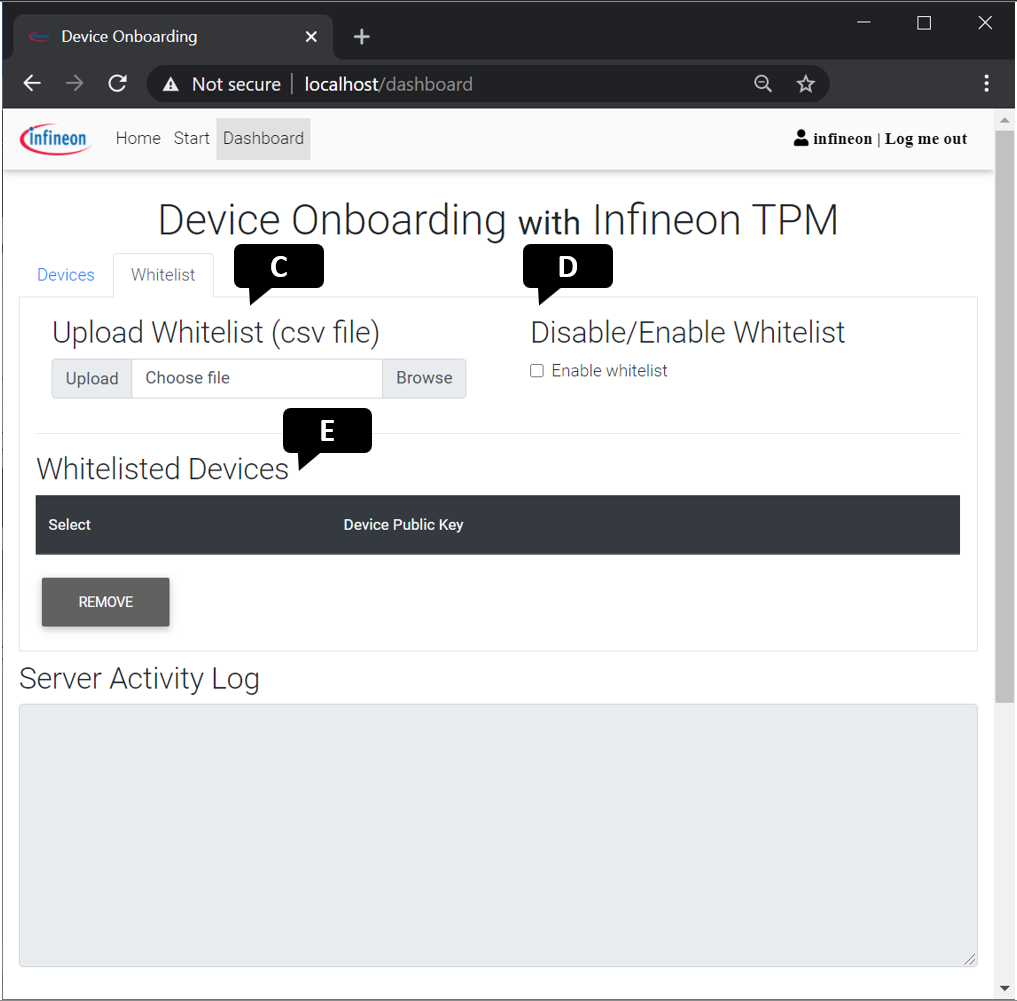 Device Onboarding
Not secure | localhost/dashboard
infineon Home Start Dashboard infineon | Log me out
Device Onboarding with Infineon TPM
Devices Whitelist C D
Upload Whitelist (csv file) Disable/Enable Whitelist
Upload Choose file Browse Enable whitelist
E
Whitelisted Devices
Select Device Public Key
REMOVE
Server Activity Log